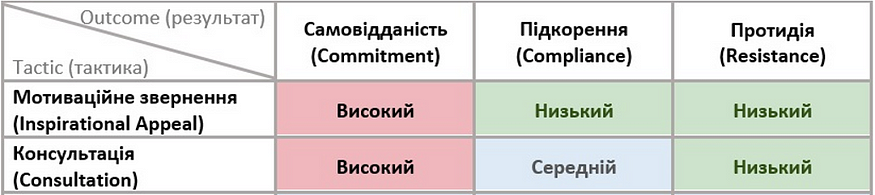 Outcome (результат)
Tactic (тактика)
Самовідданість
(Commitment)
Підкорення
(Compliance)
Протидія
(Resistance)
Мотиваційне звернення
(Inspirational Appeal)
Високий
Низький
Низький
Консультація
(Consultation)
Високий
Середній
Низький